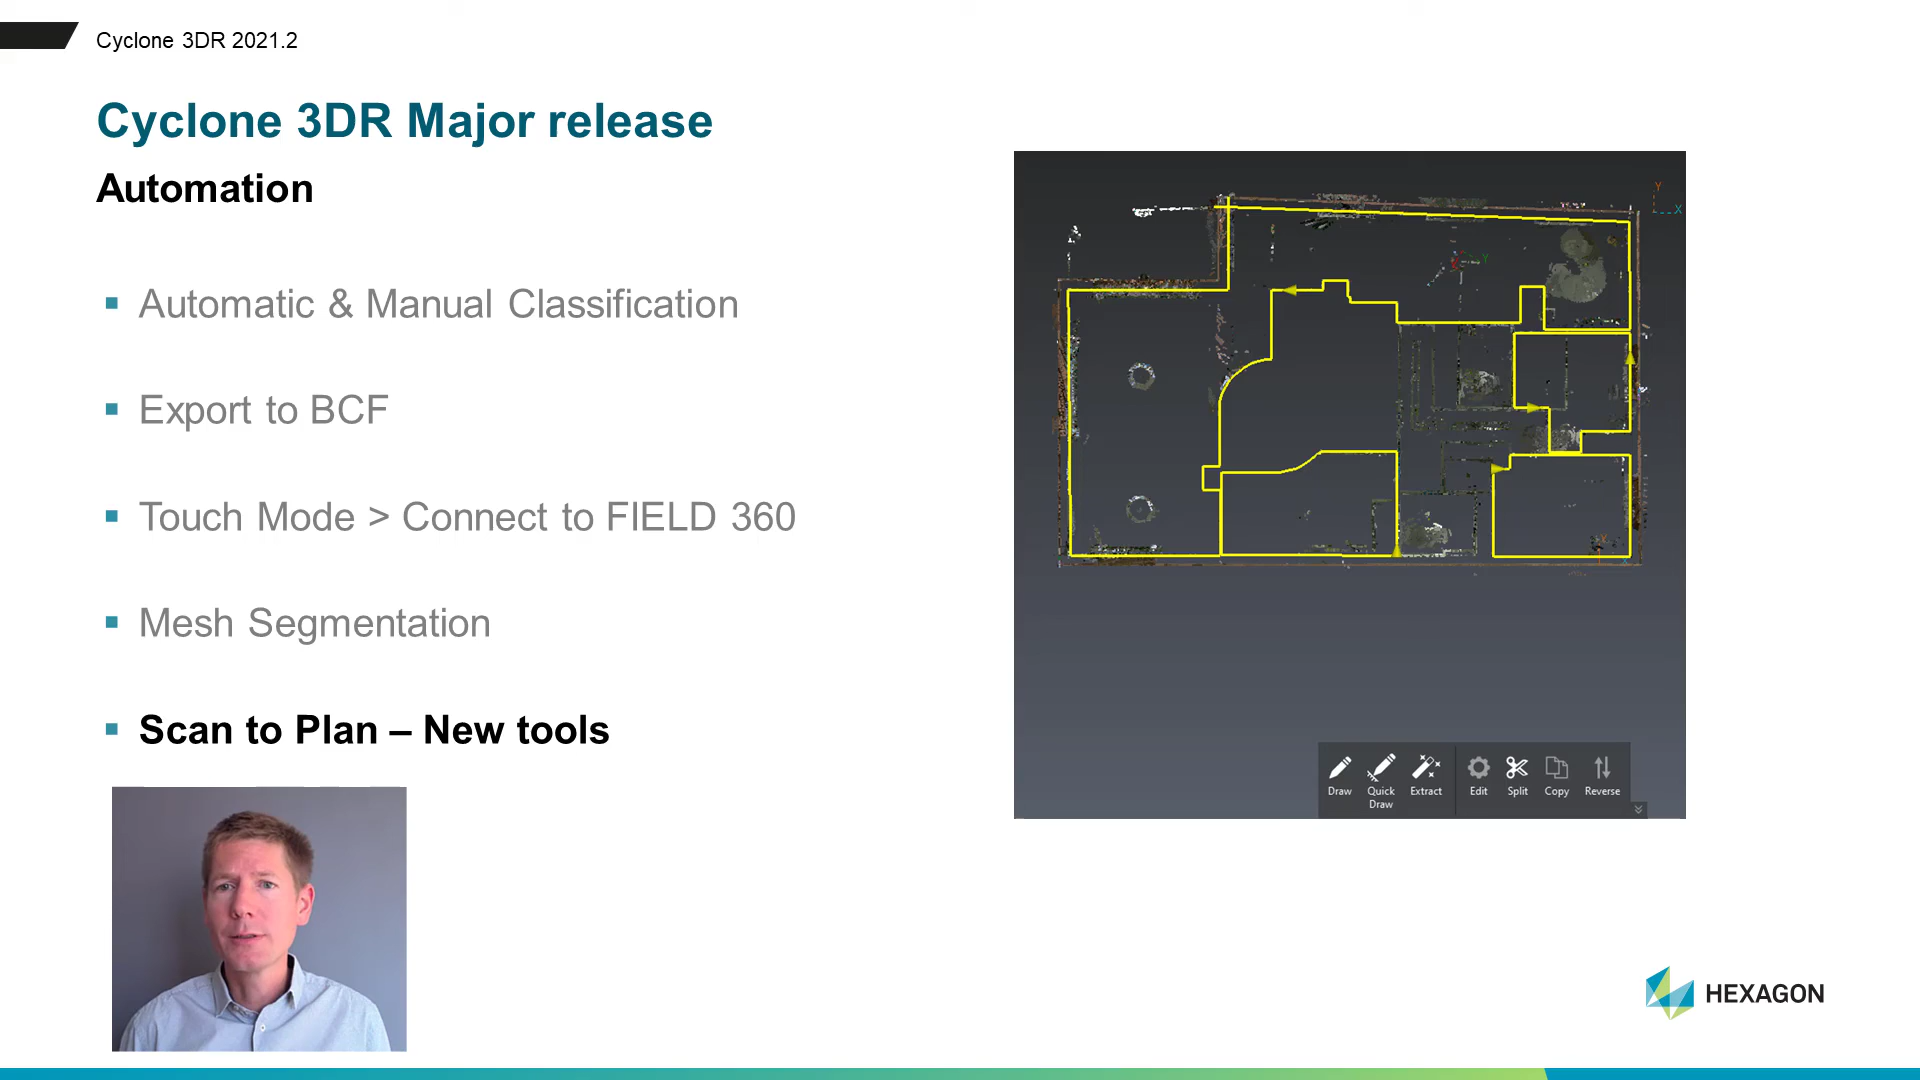 Cyclone 3DR 2021.2
Cyclone 3DR Major release
Automation
Automatic & Manual Classification
Export to BCF
Touch Mode > Connect to FIELD 360
Mesh Segmentation
Scan to Plan – New tools
Y
X
Y
X
Draw
Quick
Draw
Extract
Edit
Split
Copy
Reverse
HEXAGON